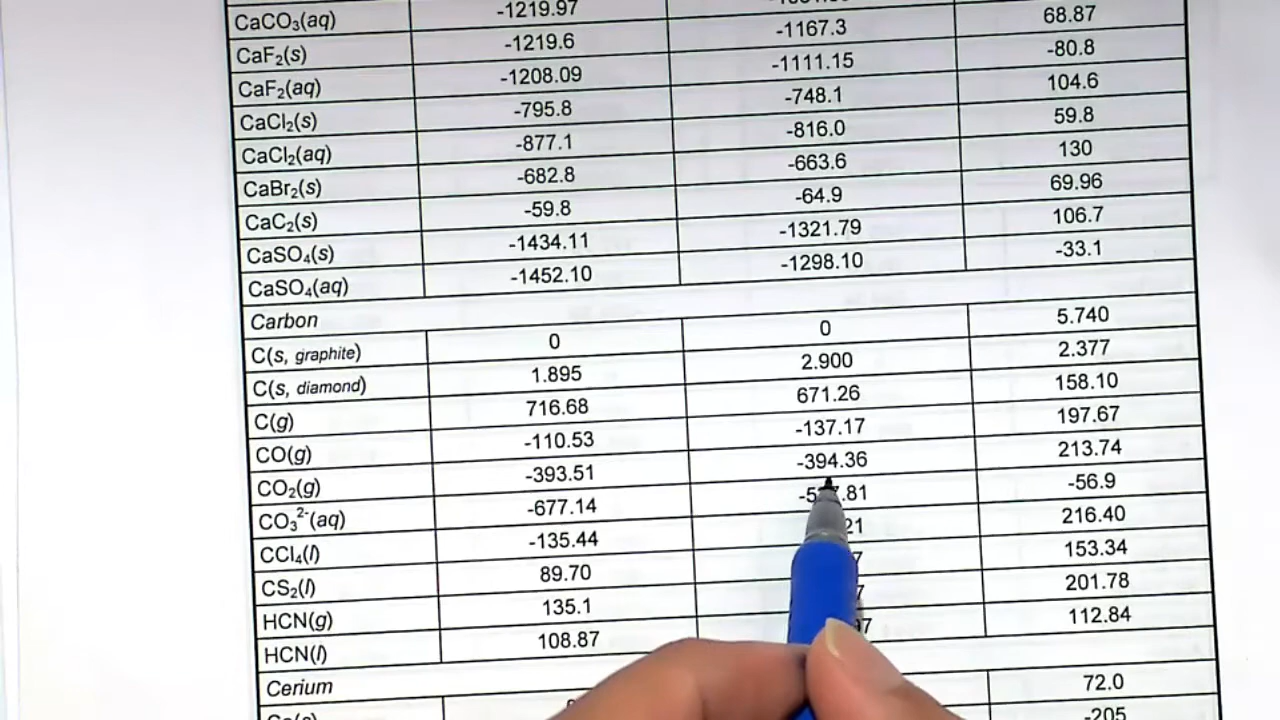 CaCO₃(aq) -1219.97
CaF₂(s) -1219.6 -1167.3 68.87
CaF₂(aq) -1208.09 -1111.15 -80.8
CaCl₂(s) -795.8 -748.1 104.6
CaCl₂(aq) -877.1 -816.0 59.8
CaBr₂(s) -682.8 -663.6 130
CaC₂(s) -59.8 -64.9 69.96
CaSO₄(s) -1434.11 -1321.79 106.7
CaSO₄(aq) -1452.10 -1298.10 -33.1
Carbon
C(s, graphite) 0 0 5.740
C(s, diamond) 1.895 2.900 2.377
C(g) 716.68 671.26 158.10
CO(g) -110.53 -137.17 197.67
CO₂(g) -393.51 -394.36 213.74
CO₃²⁻(aq) -677.14 -56.9
CCl₄(l) -135.44 216.40
CS₂(l) 89.70 153.34
HCN(g) 135.1 201.78
HCN(l) 108.87 112.84
Cerium
72.0
-205